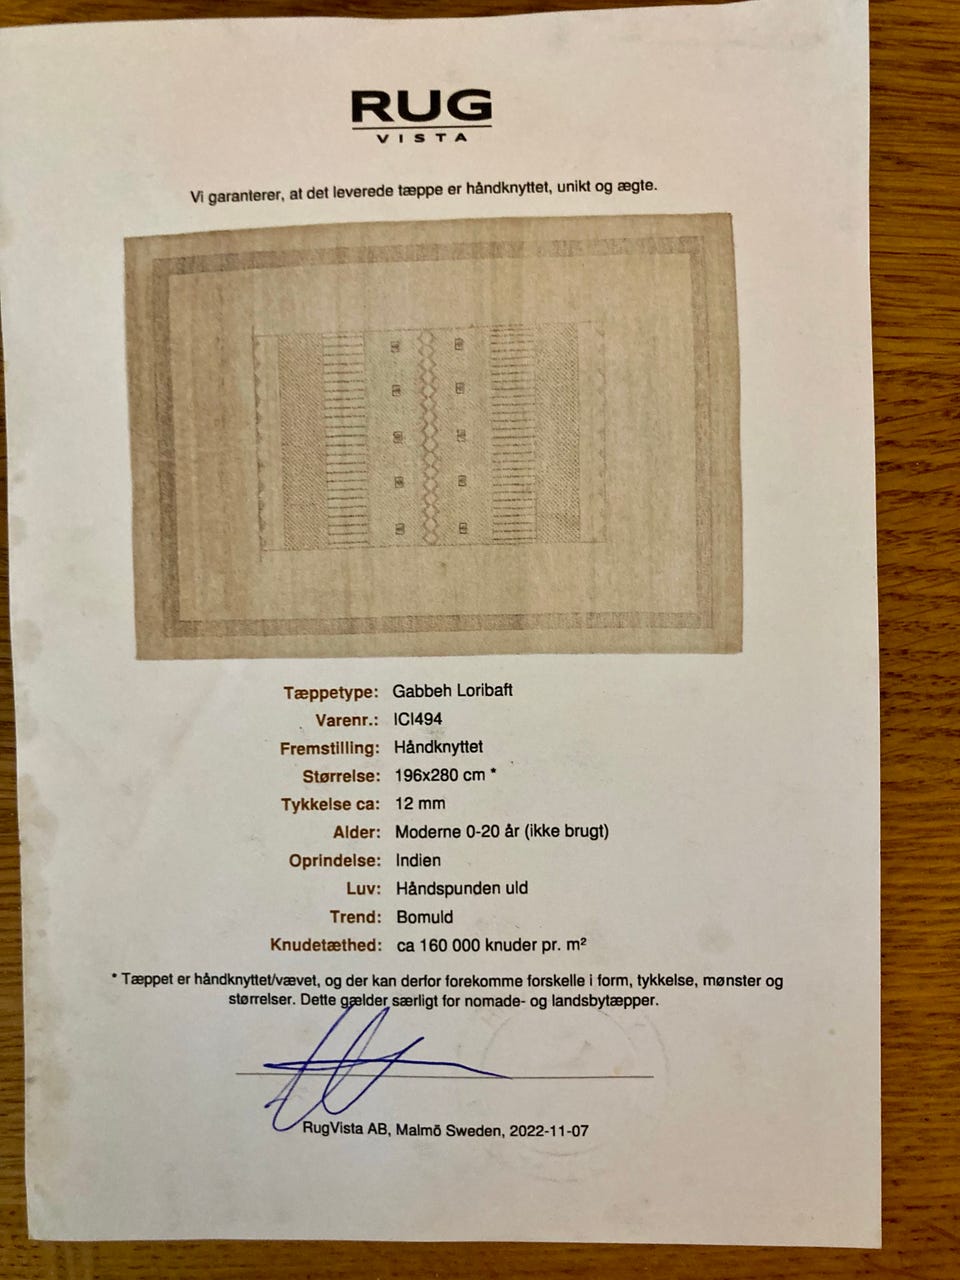 RUG
VISTA
Vi garanterer, at det leverede tæppe er håndknyttet, unikt og ægte.
Tæppetype: Gabbeh Loribaft
Varenr.: ICI494
Fremstilling: Håndknyttet
Størrelse: 196x280 cm *
Tykkelse ca: 12 mm
Alder: Moderne 0-20 år (ikke brugt)
Oprindelse: Indien
Luv: Håndspunden uld
Trend: Bomuld
Knudetæthed: ca 160 000 knuder pr. m²
* Tæppet er håndknyttet/vævet, og der kan derfor forekomme forskelle i form, tykkelse, mønster og
størrelser. Dette gælder særligt for nomade- og landsbytæpper.
RugVista AB, Malmö Sweden, 2022-11-07